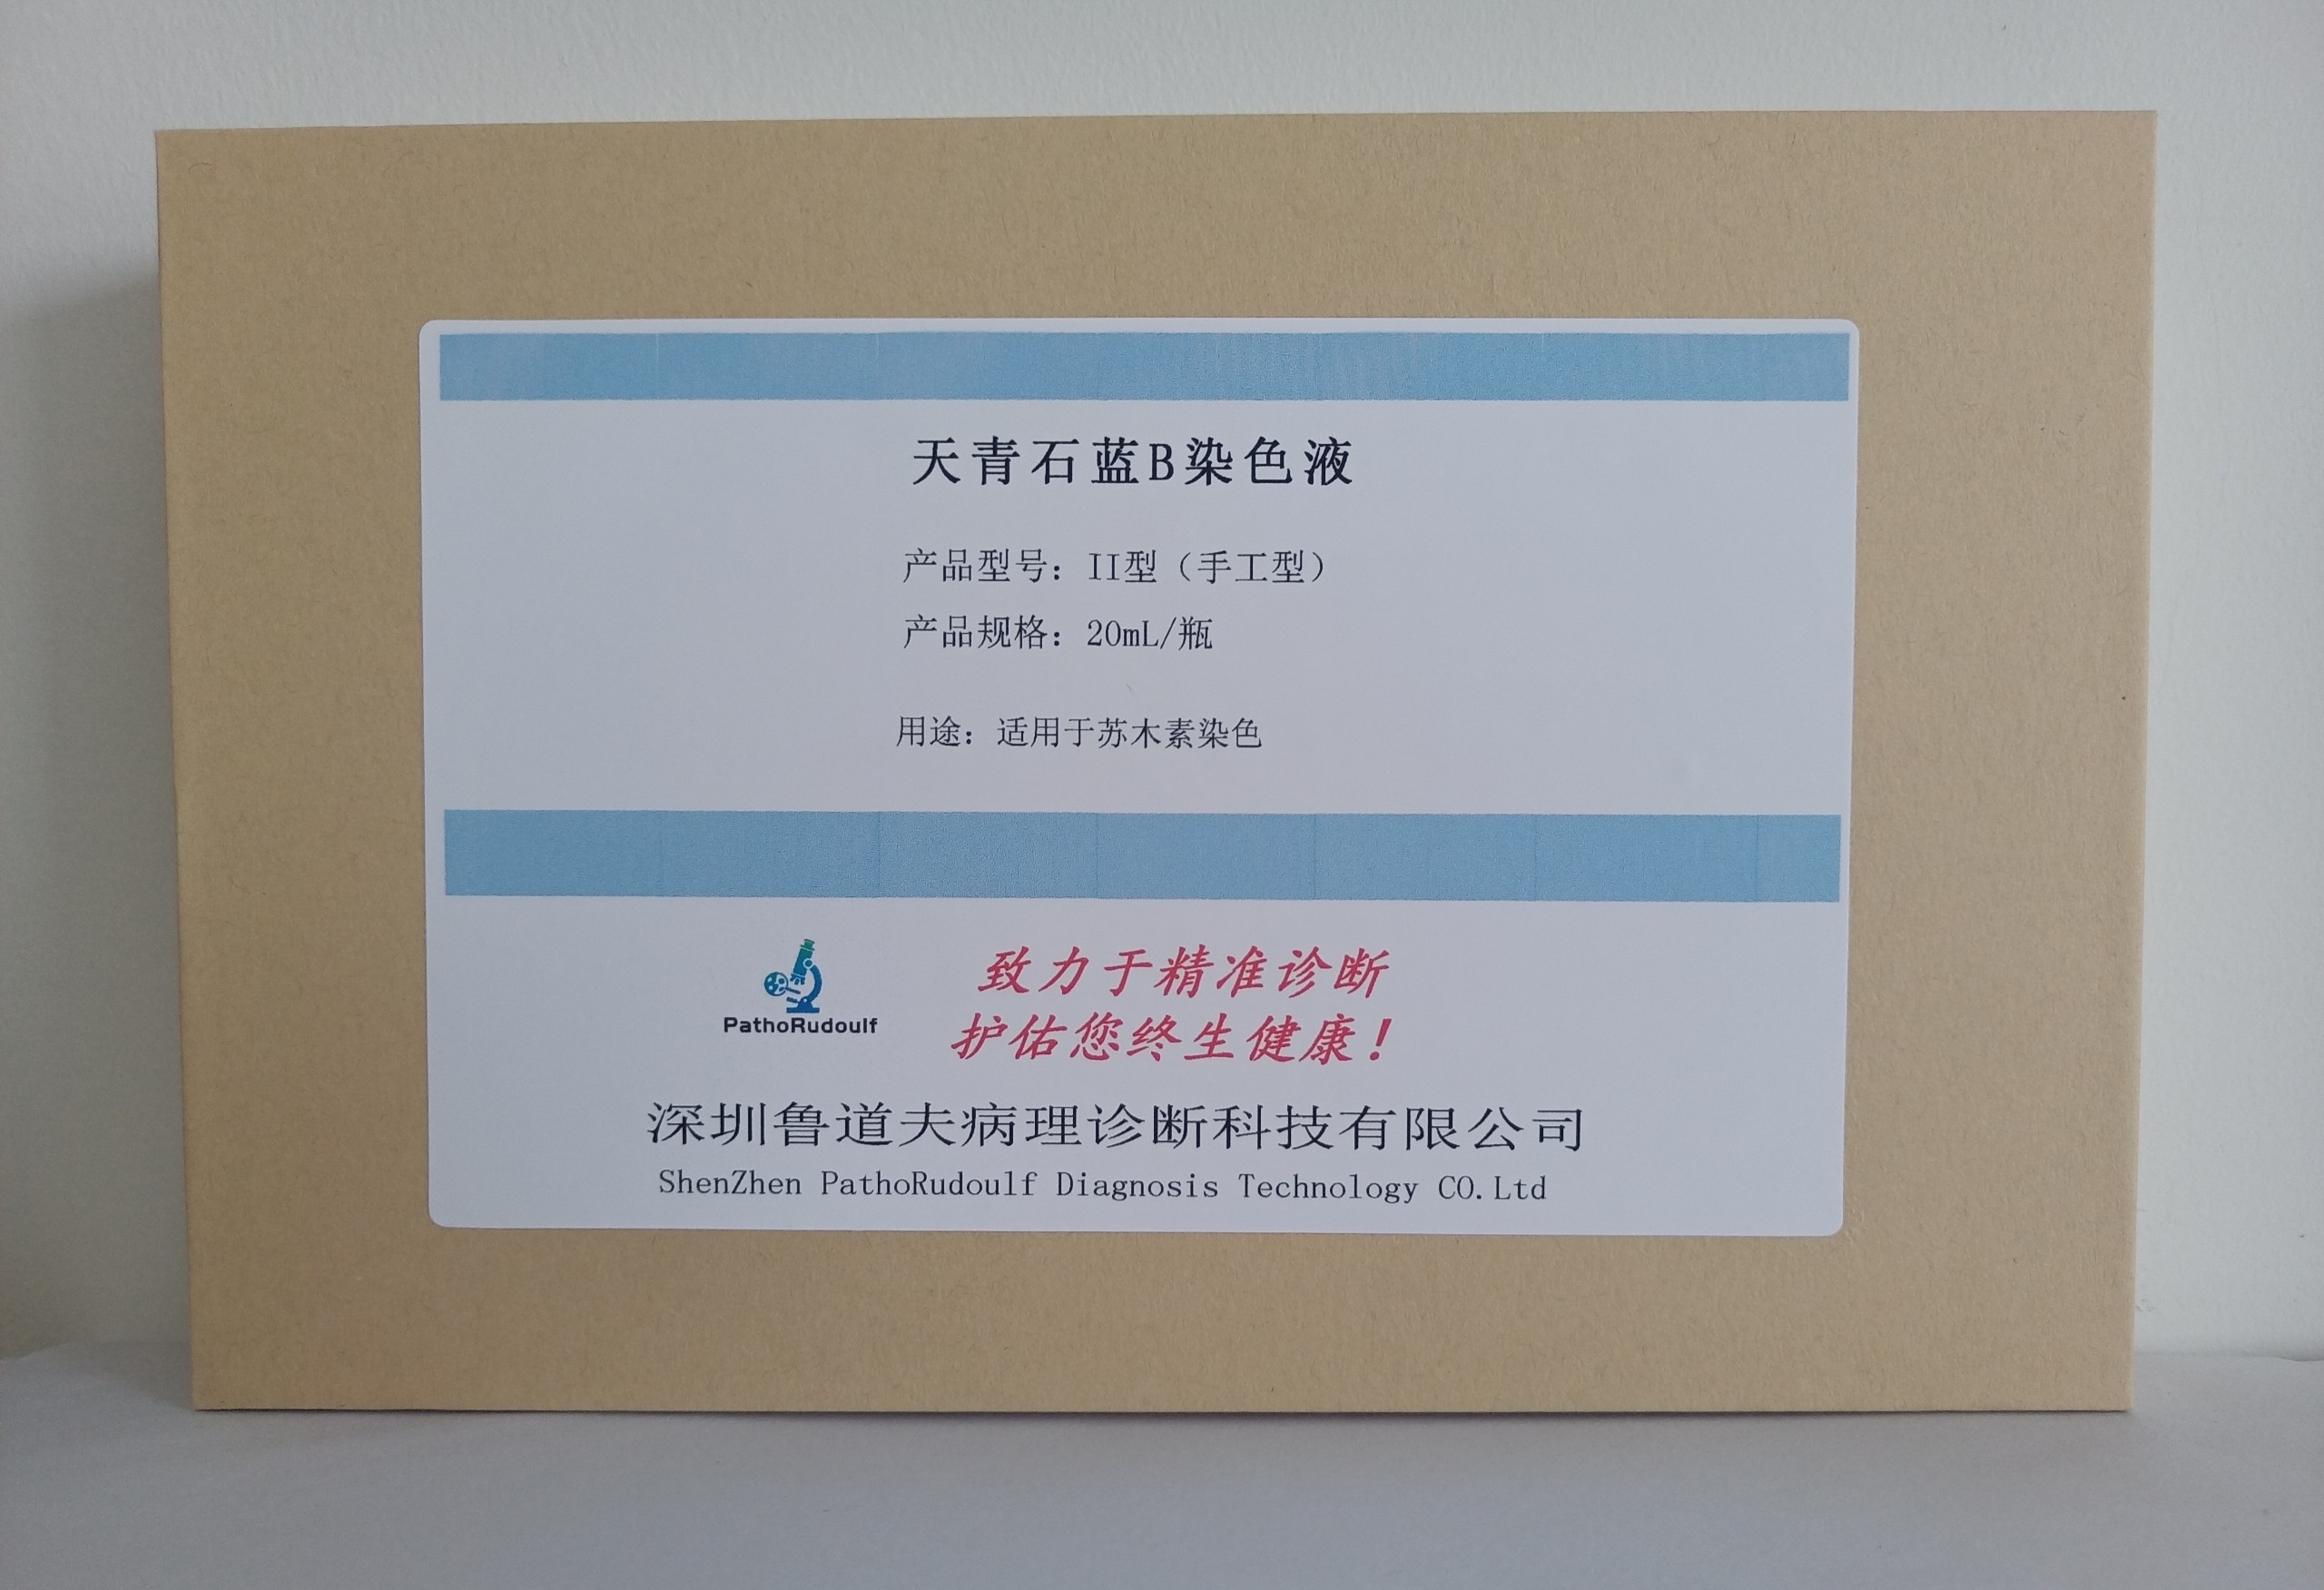 天青石蓝B染色液
产品型号：II型（手工型）
产品规格：20mL/瓶
用途：适用于苏木素染色
PathoRudoulf
致力于精准诊断
护佑您终生健康！
深圳鲁道夫病理诊断科技有限公司
ShenZhen PathoRudoulf Diagnosis Technology CO.Ltd